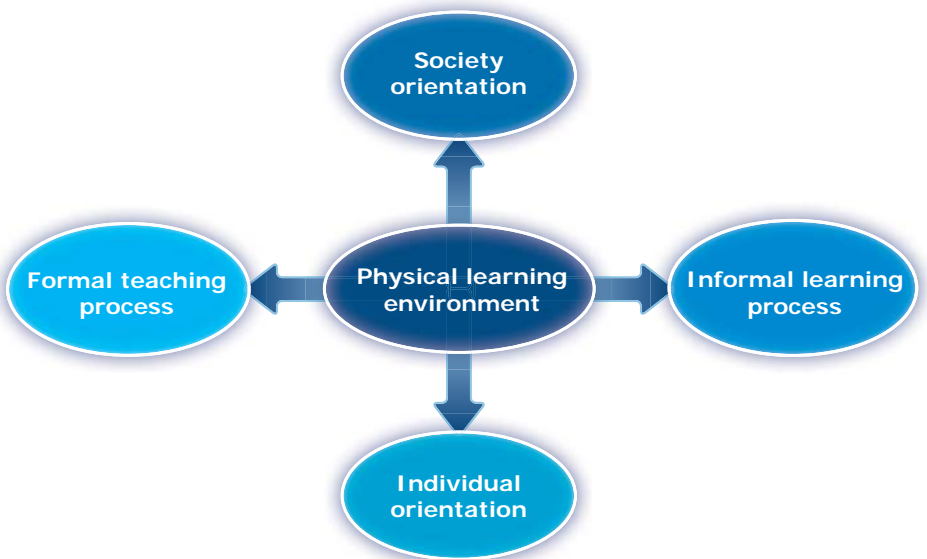 Society
orientation
Formal teaching
process
Physical learning
environment
Informal learning
process
Individual
orientation